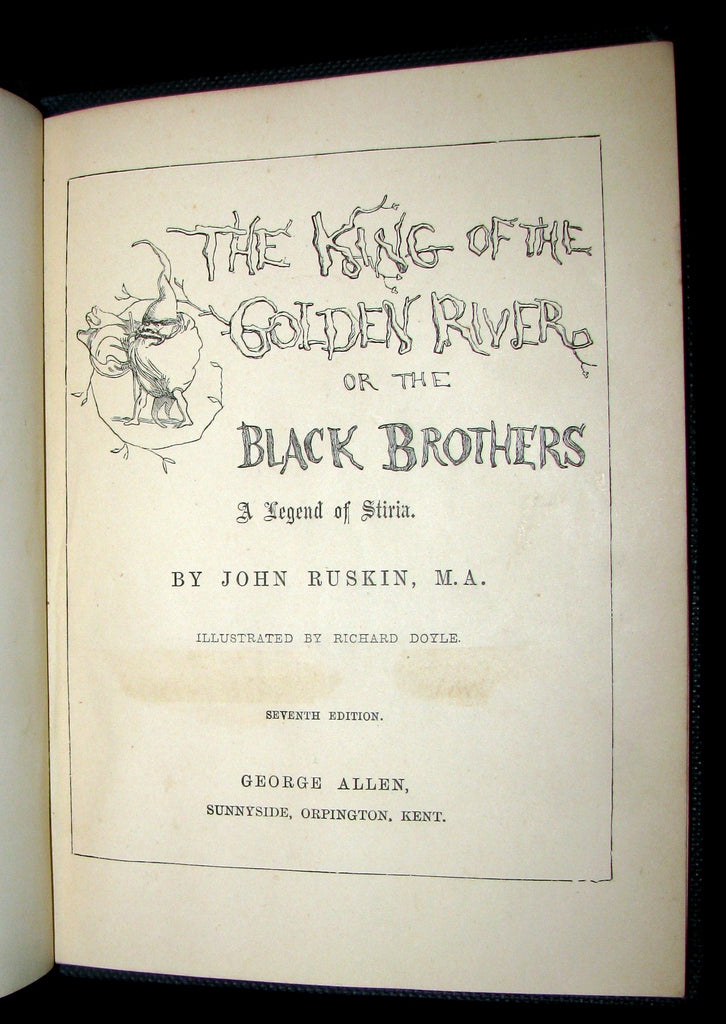 THE KING OF THE
GOLDEN RIVER
OR THE
BLACK BROTHERS
A Legend of Stiria.
BY JOHN RUSKIN, M.A.
ILLUSTRATED BY RICHARD DOYLE.
SEVENTH EDITION.
GEORGE ALLEN,
SUNNYSIDE, ORPINGTON, KENT.